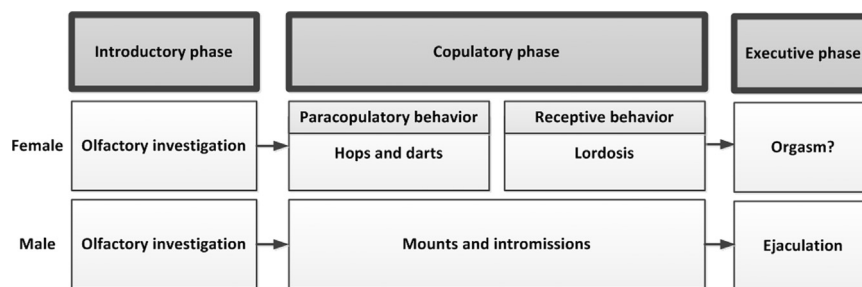 Introductory phase
Copulatory phase
Executive phase
Female
Olfactory investigation
Paracopulatory behavior
Hops and darts
Receptive behavior
Lordosis
Orgasm?
Male
Olfactory investigation
Mounts and intromissions
Ejaculation